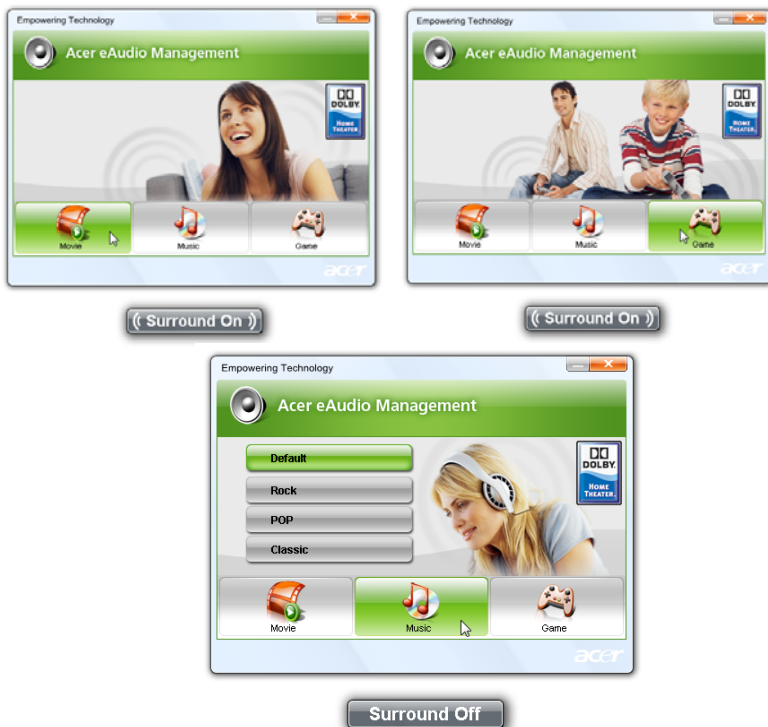 Empowering Technology
Acer eAudio Management
DOLBY
HOME
THEATER
Movie
Music
Game
acer
(( Surround On ))
Empowering Technology
Acer eAudio Management
DOLBY
HOME
THEATER
Movie
Music
Game
acer
(( Surround On ))
Empowering Technology
Acer eAudio Management
Default
Rock
POP
Classic
DOLBY
HOME
THEATER
Movie
Music
Game
acer
Surround Off